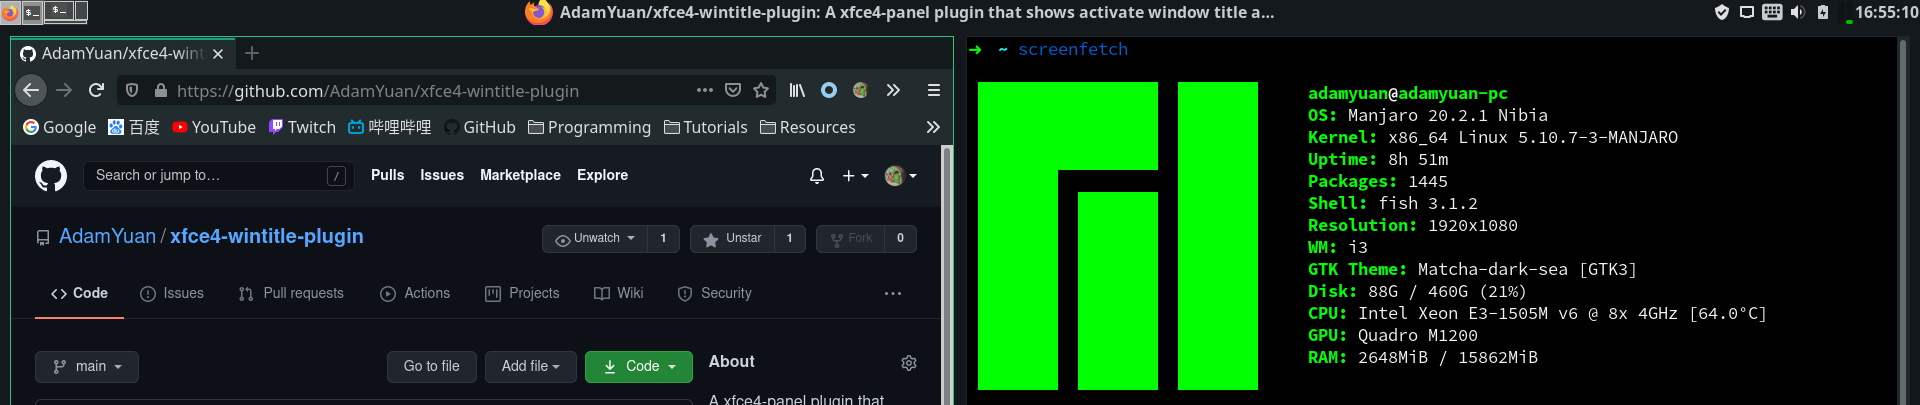 AdamYuan/xfce4-wintitle-plugin: A xfce4-panel plugin that shows activate window title a...
16:55:10
AdamYuan/xfce4-wint
https://github.com/AdamYuan/xfce4-wintitle-plugin
Google 百度 YouTube Twitch 哔哩哔哩 GitHub Programming Tutorials Resources
Search or jump to… / Pulls Issues Marketplace Explore
AdamYuan / xfce4-wintitle-plugin
Unwatch 1 Unstar 1 Fork 0
Code Issues Pull requests Actions Projects Wiki Security
main Go to file Add file Code About
A xfce4-panel plugin that
➜ ~ screenfetch
adamyuan@adamyuan-pc
OS: Manjaro 20.2.1 Nibia
Kernel: x86_64 Linux 5.10.7-3-MANJARO
Uptime: 8h 51m
Packages: 1445
Shell: fish 3.1.2
Resolution: 1920x1080
WM: i3
GTK Theme: Matcha-dark-sea [GTK3]
Disk: 88G / 460G (21%)
CPU: Intel Xeon E3-1505M v6 @ 8x 4GHz [64.0°C]
GPU: Quadro M1200
RAM: 2648MiB / 15862MiB